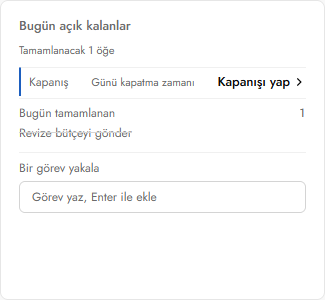 Bugün açık kalanlar
Tamamlanacak 1 öğe
Kapanış Günü kapatma zamanı Kapanışı yap
Bugün tamamlanan 1
Revize bütçeyi gönder
Bir görev yakala
Görev yaz, Enter ile ekle